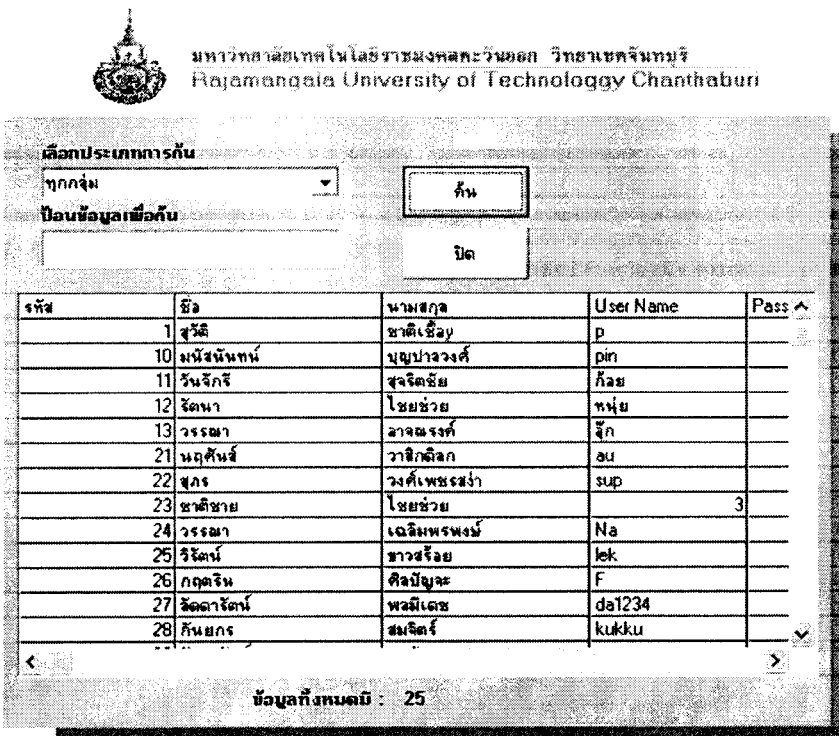 มหาวิทยาลัยเทคโนโลยีราชมงคลตะวันออก วิทยาเขตจันทบุรี
Rajamangala University of Technologgy Chanthaburi
เลือกประเภทการค้น
ทุกกลุ่ม
ค้น
ป้อนข้อมูลเพื่อค้น
ปิด
รหัส ชื่อ นามสกุล User Name Pass
1 สุวัติ ชาติเชื้อy p
10 มนัสนันทน์ บุญปาลวงศ์ pin
11 วันจักรี สุจริตชัย ก้อย
12 รัตนา ไชยช่วย หนุ่ย
13 วรรณา อาจณรงค์ ลุ๊ก
21 นฤศันส์ วาสิกดิลก au
22 สุภร วงศ์เพชรสง่า sup
23 ชาติชาย ไชยช่วย 3
24 วรรณา เฉลิมพรพงษ์ Na
25 วิรัตน์ ขาวสร้อย lek
26 กฤตริน ศิลปัญจะ F
27 ลัดดารัตน์ พลมีเดช da1234
28 กันยกร สมจิตร์ kukku
ข้อมูลทั้งหมดมี : 25